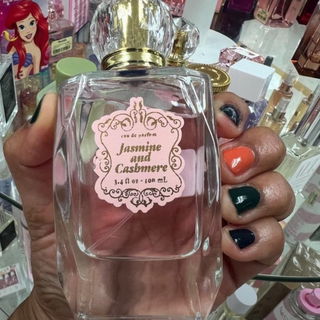 eau de parfum
Jasmine
and
Cashmere
3.4 fl oz - 100 mL